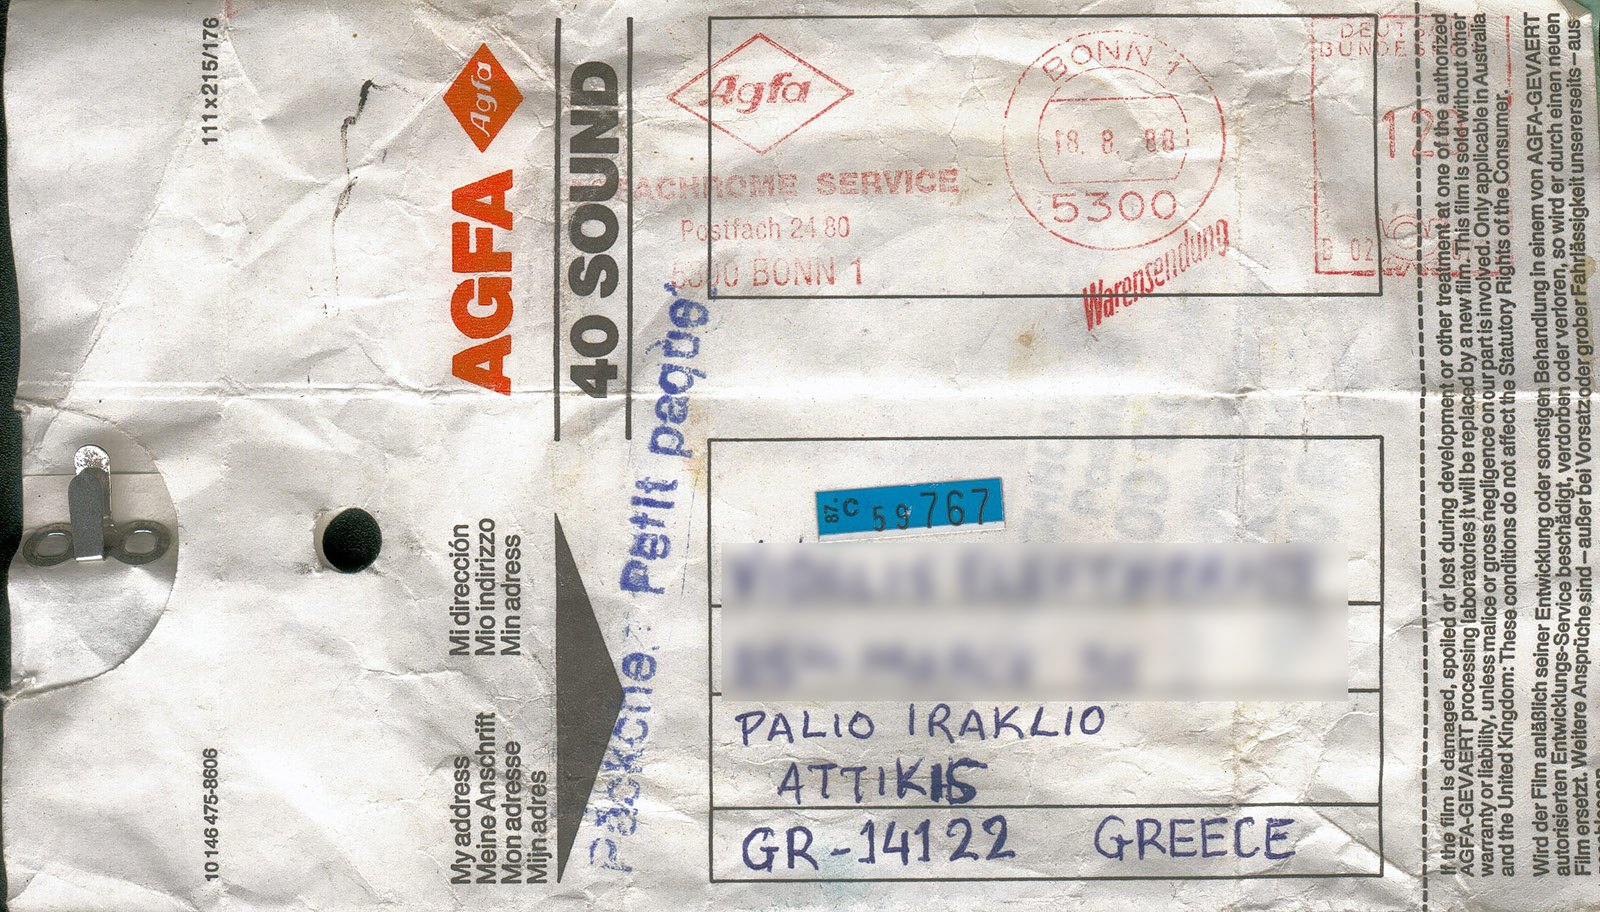 111x215/176
Agfa
AGFA
40 SOUND
Agfa
ACHROME SERVICE
Postfach 24 80
5300 BONN 1
BONN 1
18. 8. 88
5300
Warensendung
DEUT
BUNDES
12
B 02
Päckchen Petit paquet
87.C 59767
PALIO IRAKLIO
ATTIKIS
GR-14122 GREECE
Mi dirección
Mio indirizzo
Min adress
My address
Meine Anschrift
Mon adresse
Mijn adres
10 146 475-8606
If the film is damaged, spoiled or lost during development or other treatment at one of the authorized
AGFA-GEVAERT processing laboratories it will be replaced by a new film. This film is sold without other
warranty or liability, unless malice or gross negligence on our part is involved. Only applicable in Australia
and the United Kingdom: These conditions do not affect the Statutory Rights of the Consumer.
Wird der Film anläßlich seiner Entwicklung oder sonstigen Behandlung in einem von AGFA-GEVAERT
autorisierten Entwicklungs-Service beschädigt, verdorben oder verloren, so wird er durch einen neuen
Film ersetzt. Weitere Ansprüche sind – außer bei Vorsatz oder grober Fahrlässigkeit unsererseits – aus